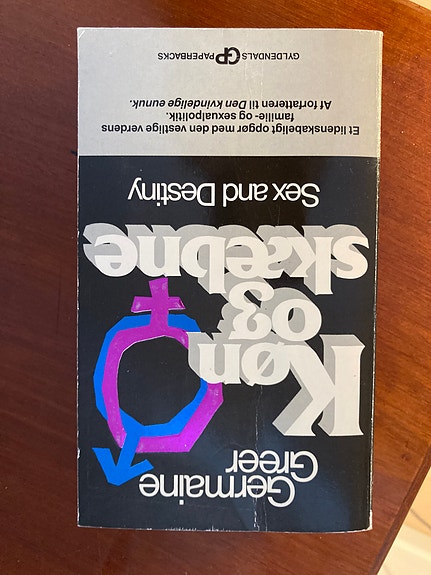 Germaine
Greer
Køn
og
skæbne
Sex and Destiny
Et lidenskabeligt opgør med den vestlige verdens
familie- og sexualpolitik.
Af forfatteren til Den kvindelige eunuk.
GYLDENDALS GP PAPERBACKS